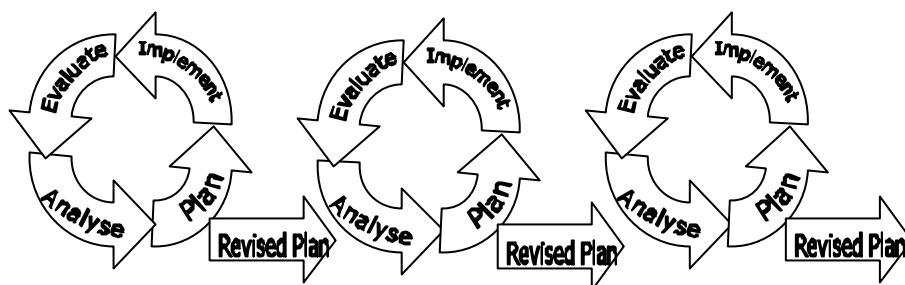 Evaluate
Implement
Analyse
Plan
Revised Plan
Evaluate
Implement
Analyse
Plan
Revised Plan
Evaluate
Implement
Analyse
Plan
Revised Plan